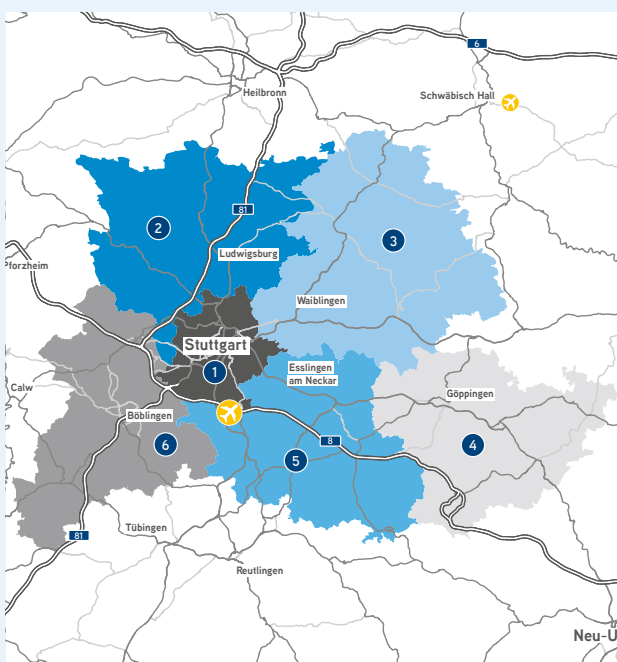 6
Heilbronn
Schwäbisch Hall
81
2
3
Ludwigsburg
Pforzheim
Waiblingen
Stuttgart
1
Esslingen
am Neckar
Calw
Göppingen
Böblingen
6
8
4
5
Tübingen
81
Reutlingen
Neu-U